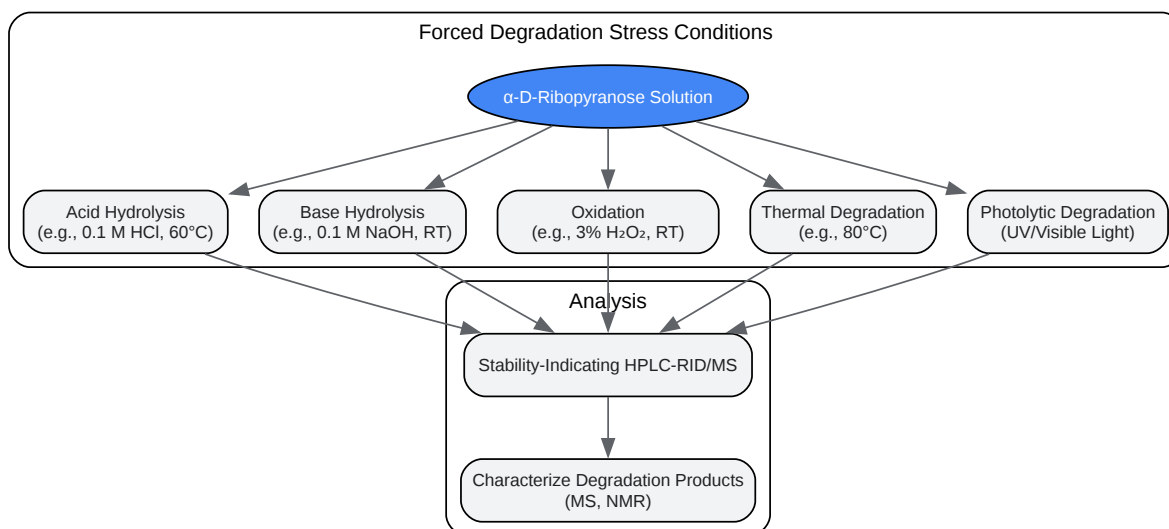 Forced Degradation Stress Conditions
α-D-Ribopyranose Solution
Acid Hydrolysis
(e.g., 0.1 M HCl, 60°C)
Base Hydrolysis
(e.g., 0.1 M NaOH, RT)
Oxidation
(e.g., 3% H₂O₂, RT)
Thermal Degradation
(e.g., 80°C)
Photolytic Degradation
(UV/Visible Light)
Analysis
Stability-Indicating HPLC-RID/MS
Characterize Degradation Products
(MS, NMR)